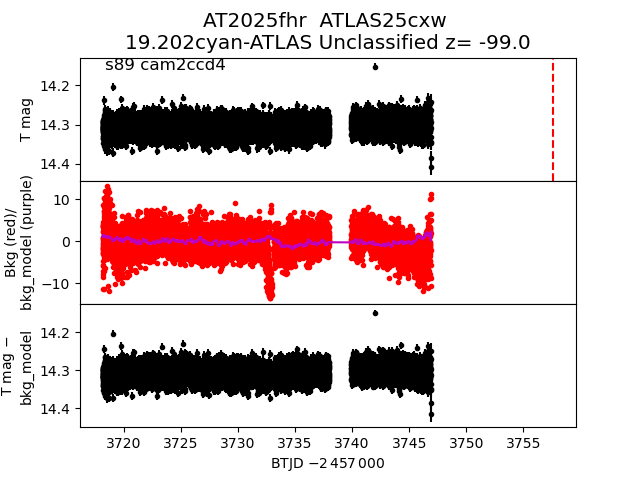 AT2025fhr  ATLAS25cxw
19.202cyan-ATLAS Unclassified z= -99.0
s89 cam2ccd4
14.2
14.3
14.4
T mag
10
0
−10
Bkg (red)/
bkg_model (purple)
14.2
14.3
14.4
T mag −
bkg_model
3720 3725 3730 3735 3740 3745 3750 3755
BTJD −2 457 000